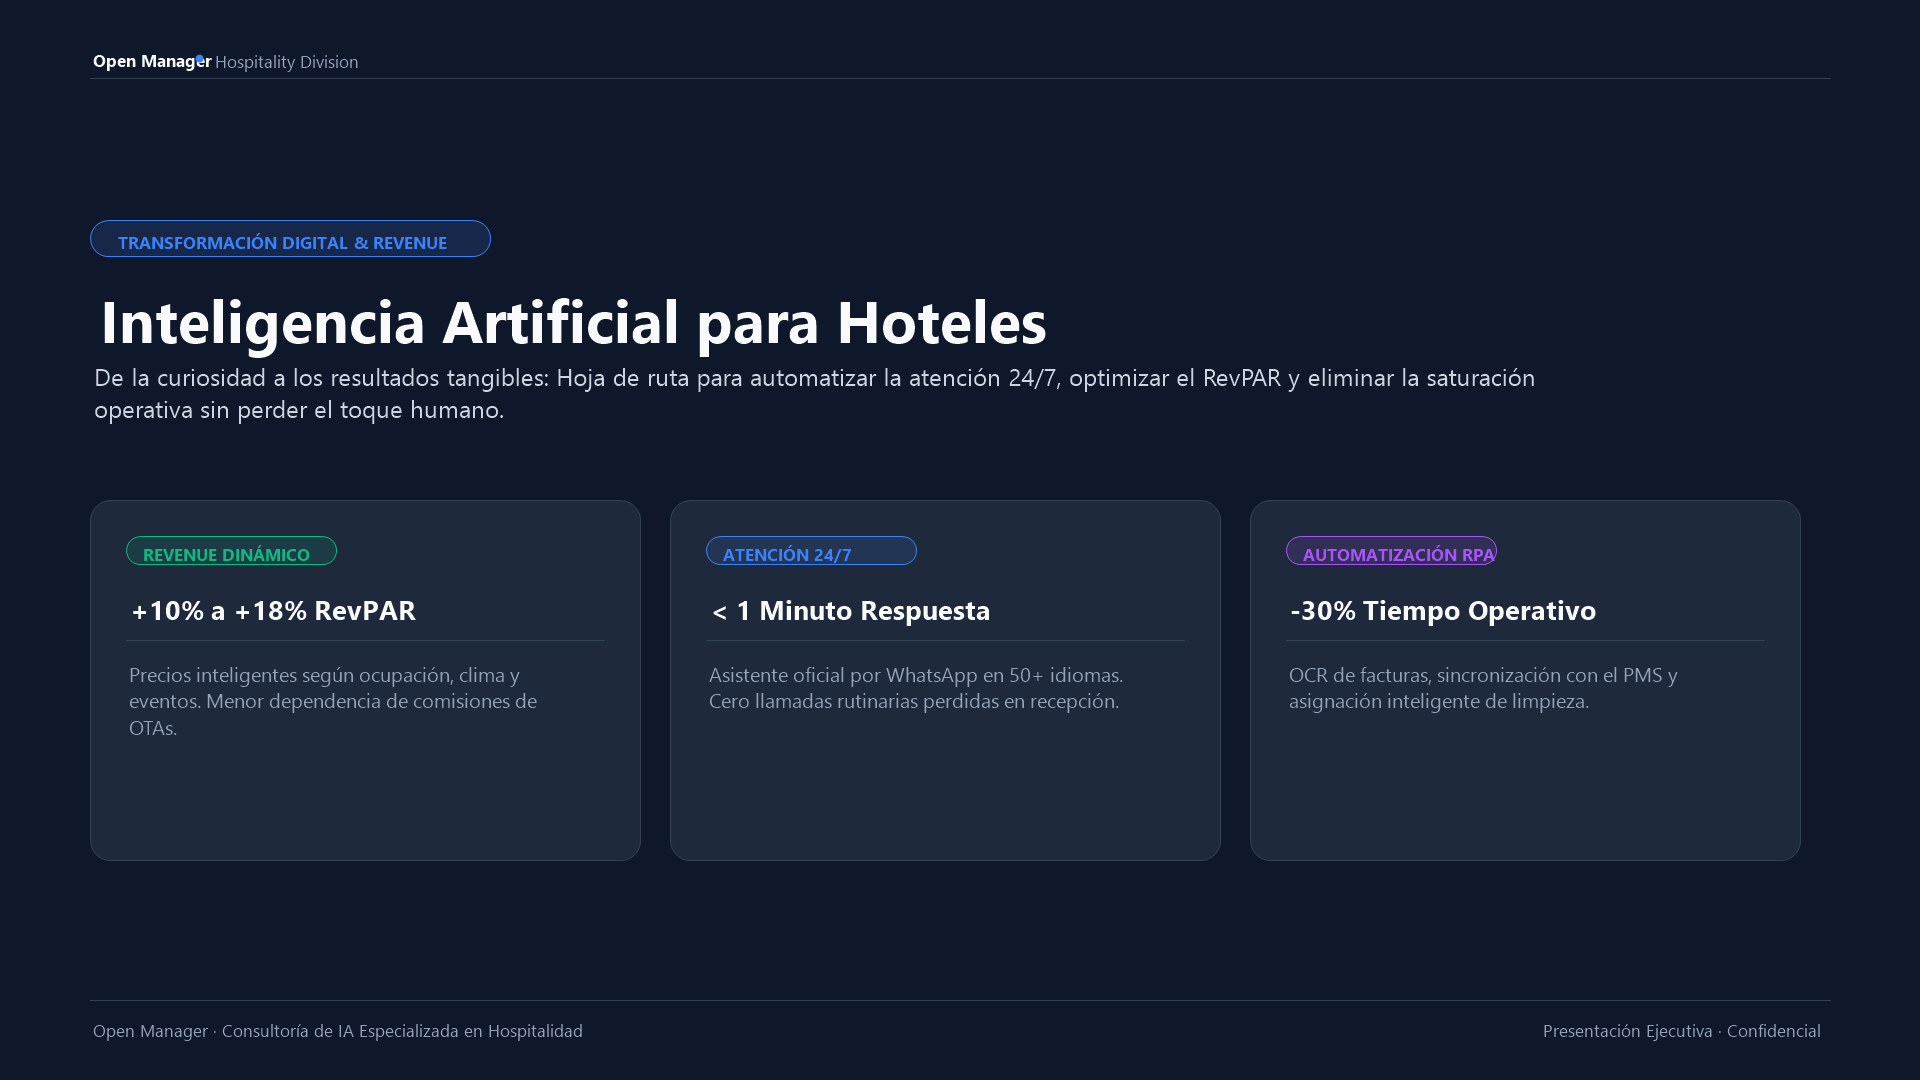 Open Manager Hospitality Division
TRANSFORMACIÓN DIGITAL & REVENUE
Inteligencia Artificial para Hoteles
De la curiosidad a los resultados tangibles: Hoja de ruta para automatizar la atención 24/7, optimizar el RevPAR y eliminar la saturación
operativa sin perder el toque humano.
REVENUE DINÁMICO
+10% a +18% RevPAR
Precios inteligentes según ocupación, clima y
eventos. Menor dependencia de comisiones de
OTAs.
ATENCIÓN 24/7
< 1 Minuto Respuesta
Asistente oficial por WhatsApp en 50+ idiomas.
Cero llamadas rutinarias perdidas en recepción.
AUTOMATIZACIÓN RPA
-30% Tiempo Operativo
OCR de facturas, sincronización con el PMS y
asignación inteligente de limpieza.
Open Manager · Consultoría de IA Especializada en Hospitalidad
Presentación Ejecutiva · Confidencial